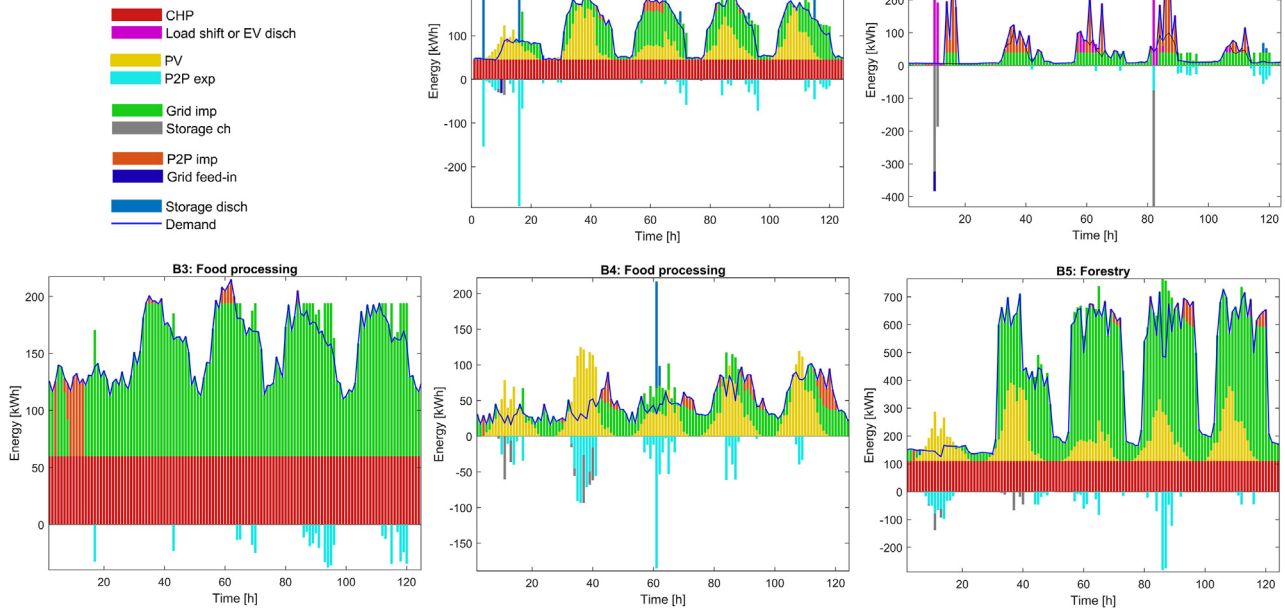 CHP
Load shift or EV disch
PV
P2P exp
Grid imp
Storage ch
P2P imp
Grid feed-in
Storage disch
Demand
Energy [kWh]
100
0
-100
-200
0 20 40 60 80 100 120
Time [h]
Energy [kWh]
200
100
0
-100
-200
-300
-400
20 40 60 80 100 120
Time [h]
B3: Food processing
Energy [kWh]
200
150
100
50
0
20 40 60 80 100 120
Time [h]
B4: Food processing
Energy [kWh]
200
150
100
50
0
-50
-100
-150
20 40 60 80 100 120
Time [h]
B5: Forestry
Energy [kWh]
700
600
500
400
300
200
100
0
-100
-200
20 40 60 80 100 120
Time [h]